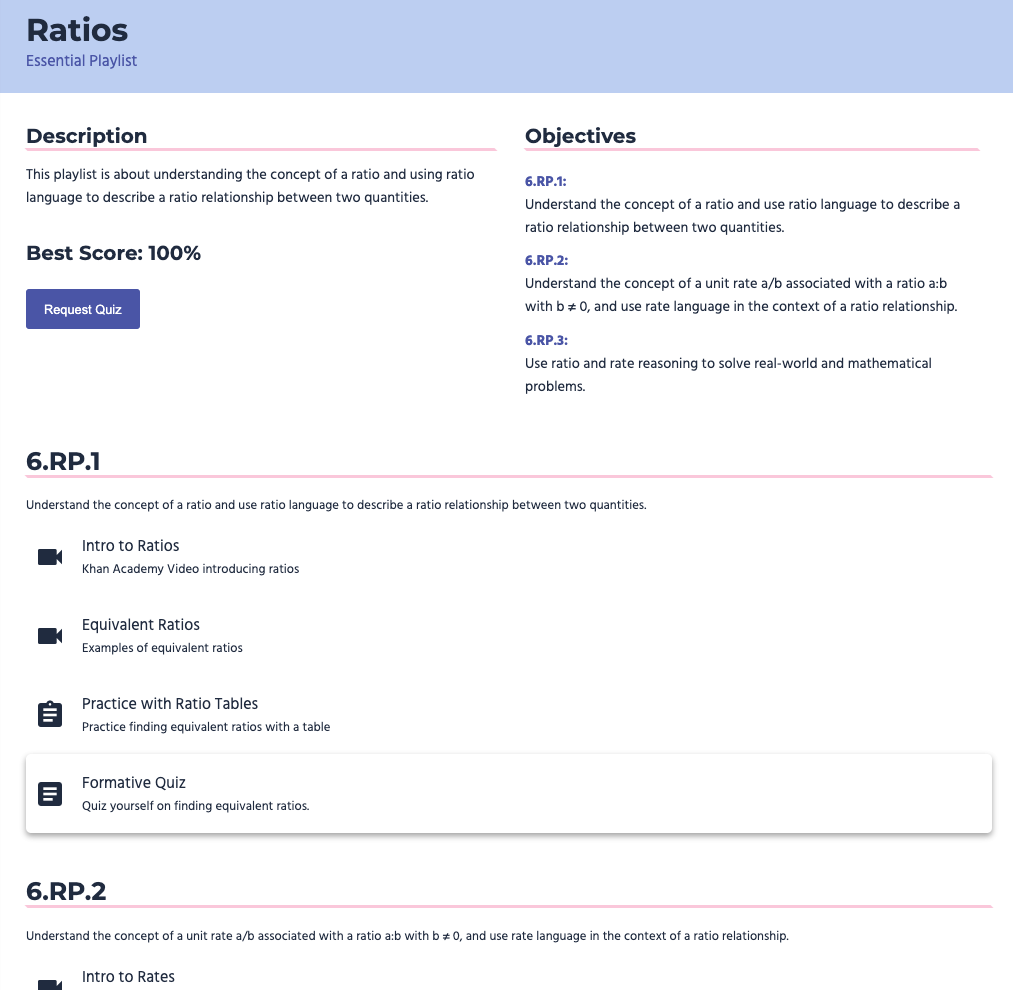 Ratios
Essential Playlist
Description
This playlist is about understanding the concept of a ratio and using ratio
language to describe a ratio relationship between two quantities.
Best Score: 100%
Request Quiz
Objectives
6.RP.1:
Understand the concept of a ratio and use ratio language to describe a
ratio relationship between two quantities.
6.RP.2:
Understand the concept of a unit rate a/b associated with a ratio a:b
with b ≠ 0, and use rate language in the context of a ratio relationship.
6.RP.3:
Use ratio and rate reasoning to solve real-world and mathematical
problems.
6.RP.1
Understand the concept of a ratio and use ratio language to describe a ratio relationship between two quantities.
Intro to Ratios
Khan Academy Video introducing ratios
Equivalent Ratios
Examples of equivalent ratios
Practice with Ratio Tables
Practice finding equivalent ratios with a table
Formative Quiz
Quiz yourself on finding equivalent ratios.
6.RP.2
Understand the concept of a unit rate a/b associated with a ratio a:b with b ≠ 0, and use rate language in the context of a ratio relationship.
Intro to Rates